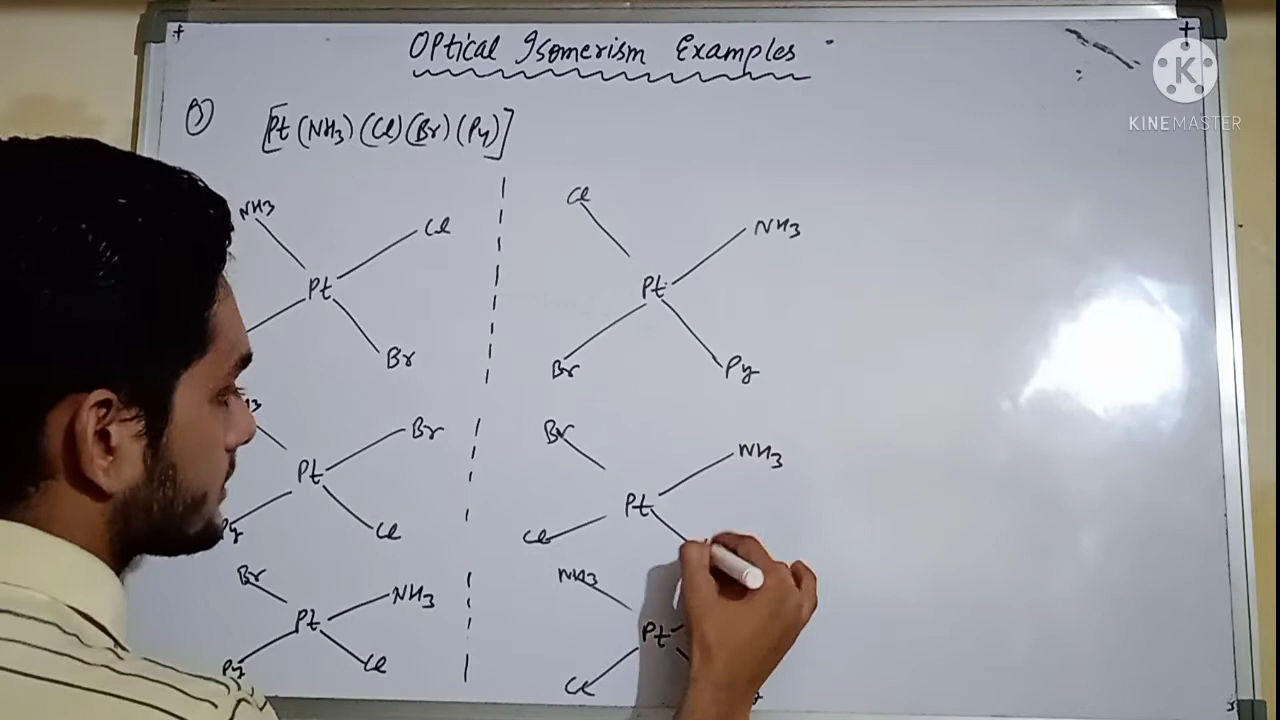 Optical Isomerism Examples
K
KINEMASTER
[Pt (NH3) (Cl) (Br) (Py)]
NH3
Cl
Pt
Br
Cl
NH3
Pt
Br
Py
Br
Pt
Py
Cl
Br
NH3
Pt
Cl
Br
NH3
Pt
Py
Cl
NH3
Pt
Cl